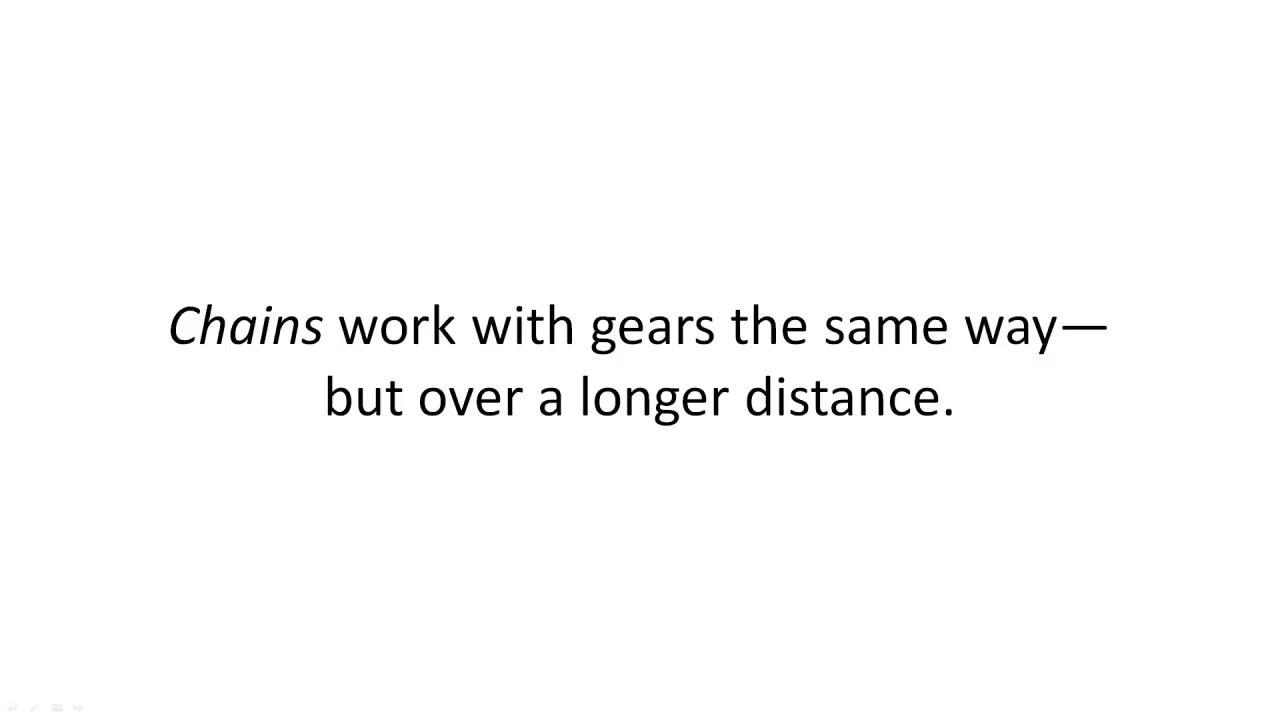 Chains work with gears the same way—
but over a longer distance.